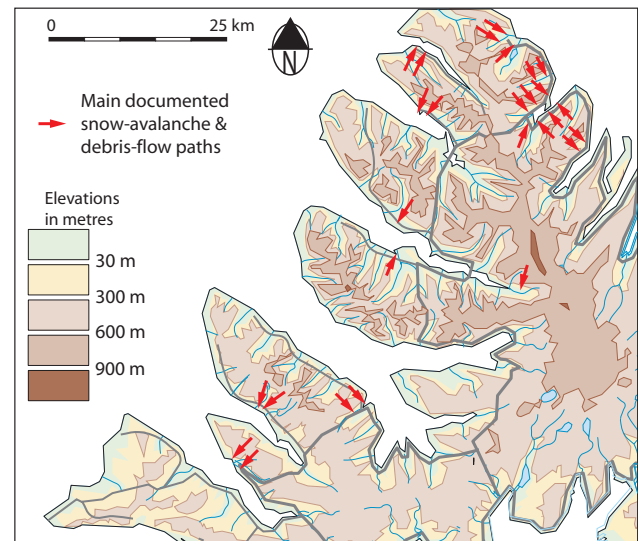 0 25 km
N
Main documented
snow-avalanche &
debris-flow paths
Elevations
in metres
30 m
300 m
600 m
900 m